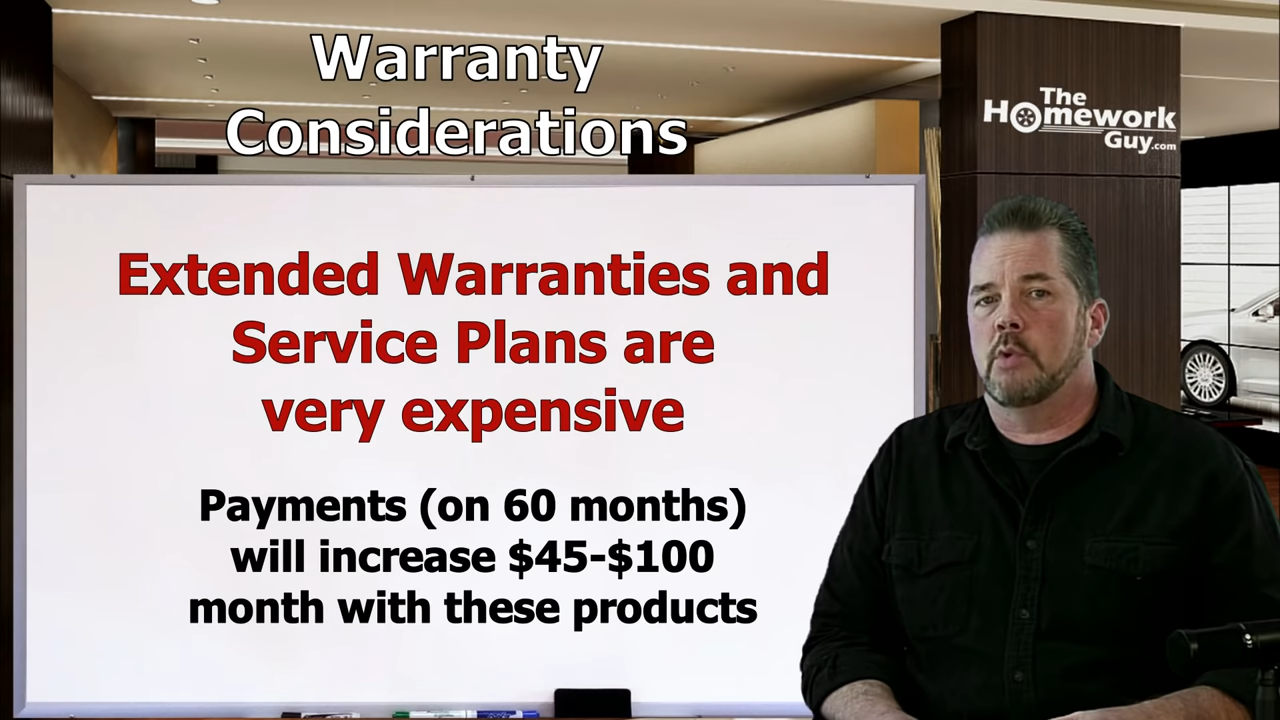 Warranty
Considerations
The
Homework
Guy.com
Extended Warranties and
Service Plans are
very expensive
Payments (on 60 months)
will increase $45-$100
month with these products